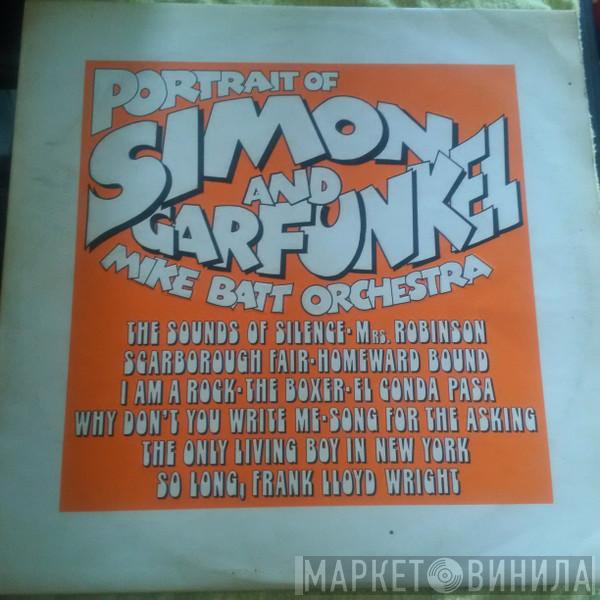 PORTRAIT OF
SIMON
AND
GARFUNKEL
MIKE BATT ORCHESTRA
THE SOUNDS OF SILENCE · MRS. ROBINSON
SCARBOROUGH FAIR · HOMEWARD BOUND
I AM A ROCK · THE BOXER · EL CONDA PASA
WHY DON'T YOU WRITE ME · SONG FOR THE ASKING
THE ONLY LIVING BOY IN NEW YORK
SO LONG, FRANK LLOYD WRIGHT
МАРКЕТ ВИНИЛА